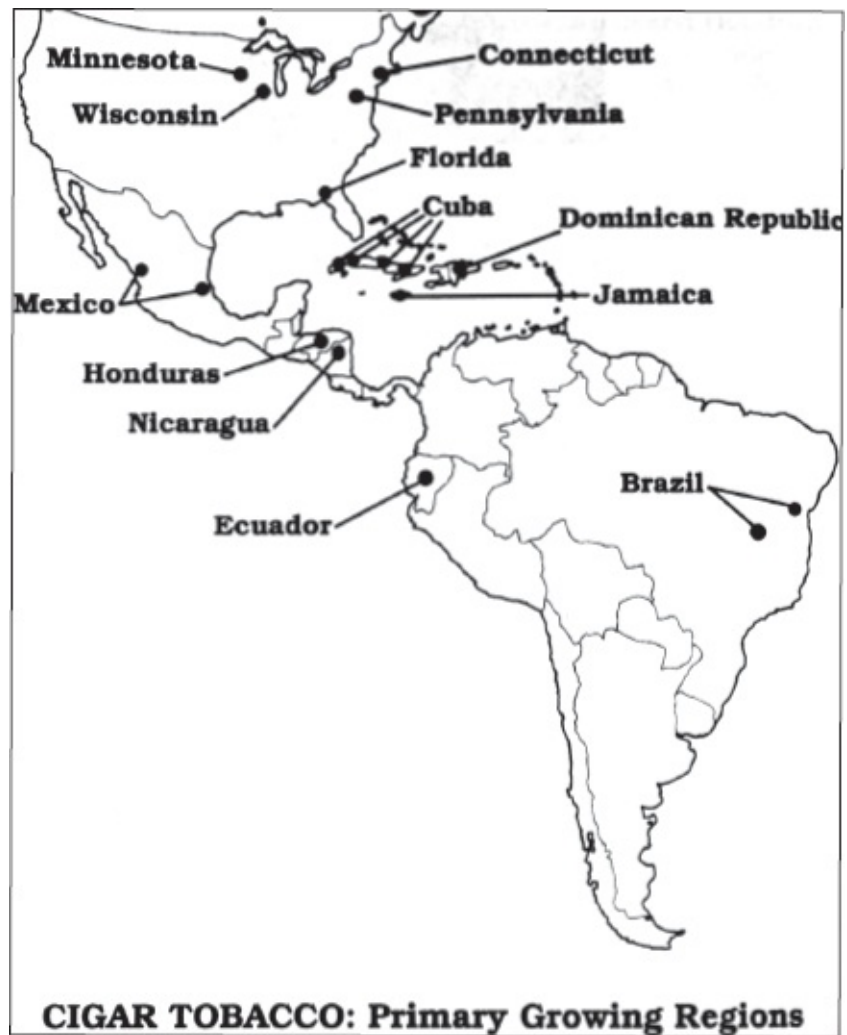 Minnesota
Connecticut
Wisconsin
Pennsylvania
Florida
Cuba
Dominican Republic
Mexico
Jamaica
Honduras
Nicaragua
Ecuador
Brazil
CIGAR TOBACCO: Primary Growing Regions